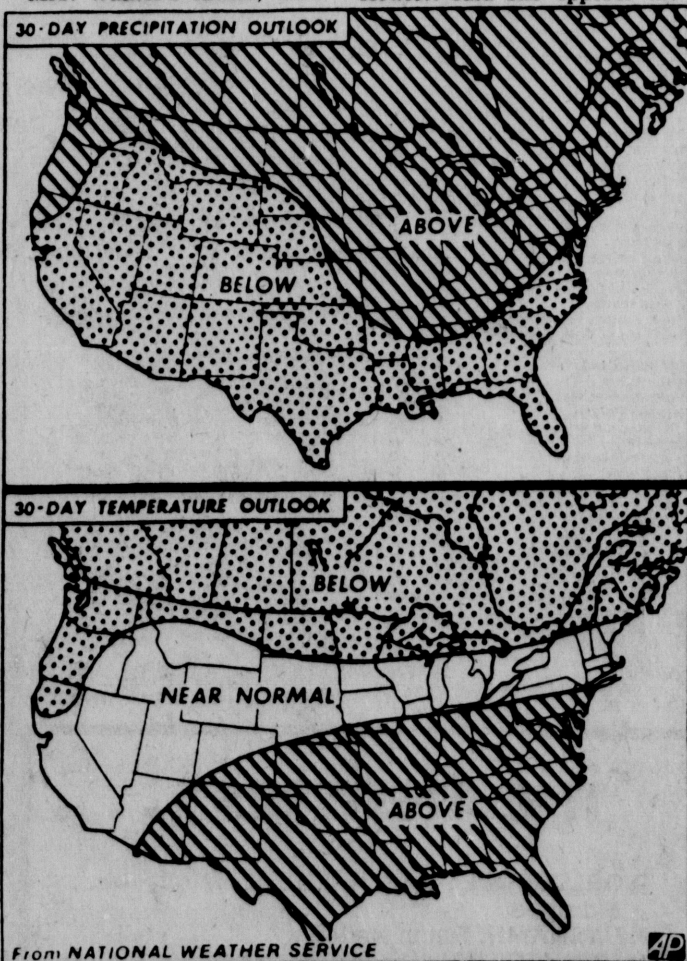 30-DAY PRECIPITATION OUTLOOK
ABOVE
BELOW
30-DAY TEMPERATURE OUTLOOK
BELOW
NEAR NORMAL
ABOVE
From NATIONAL WEATHER SERVICE
AP